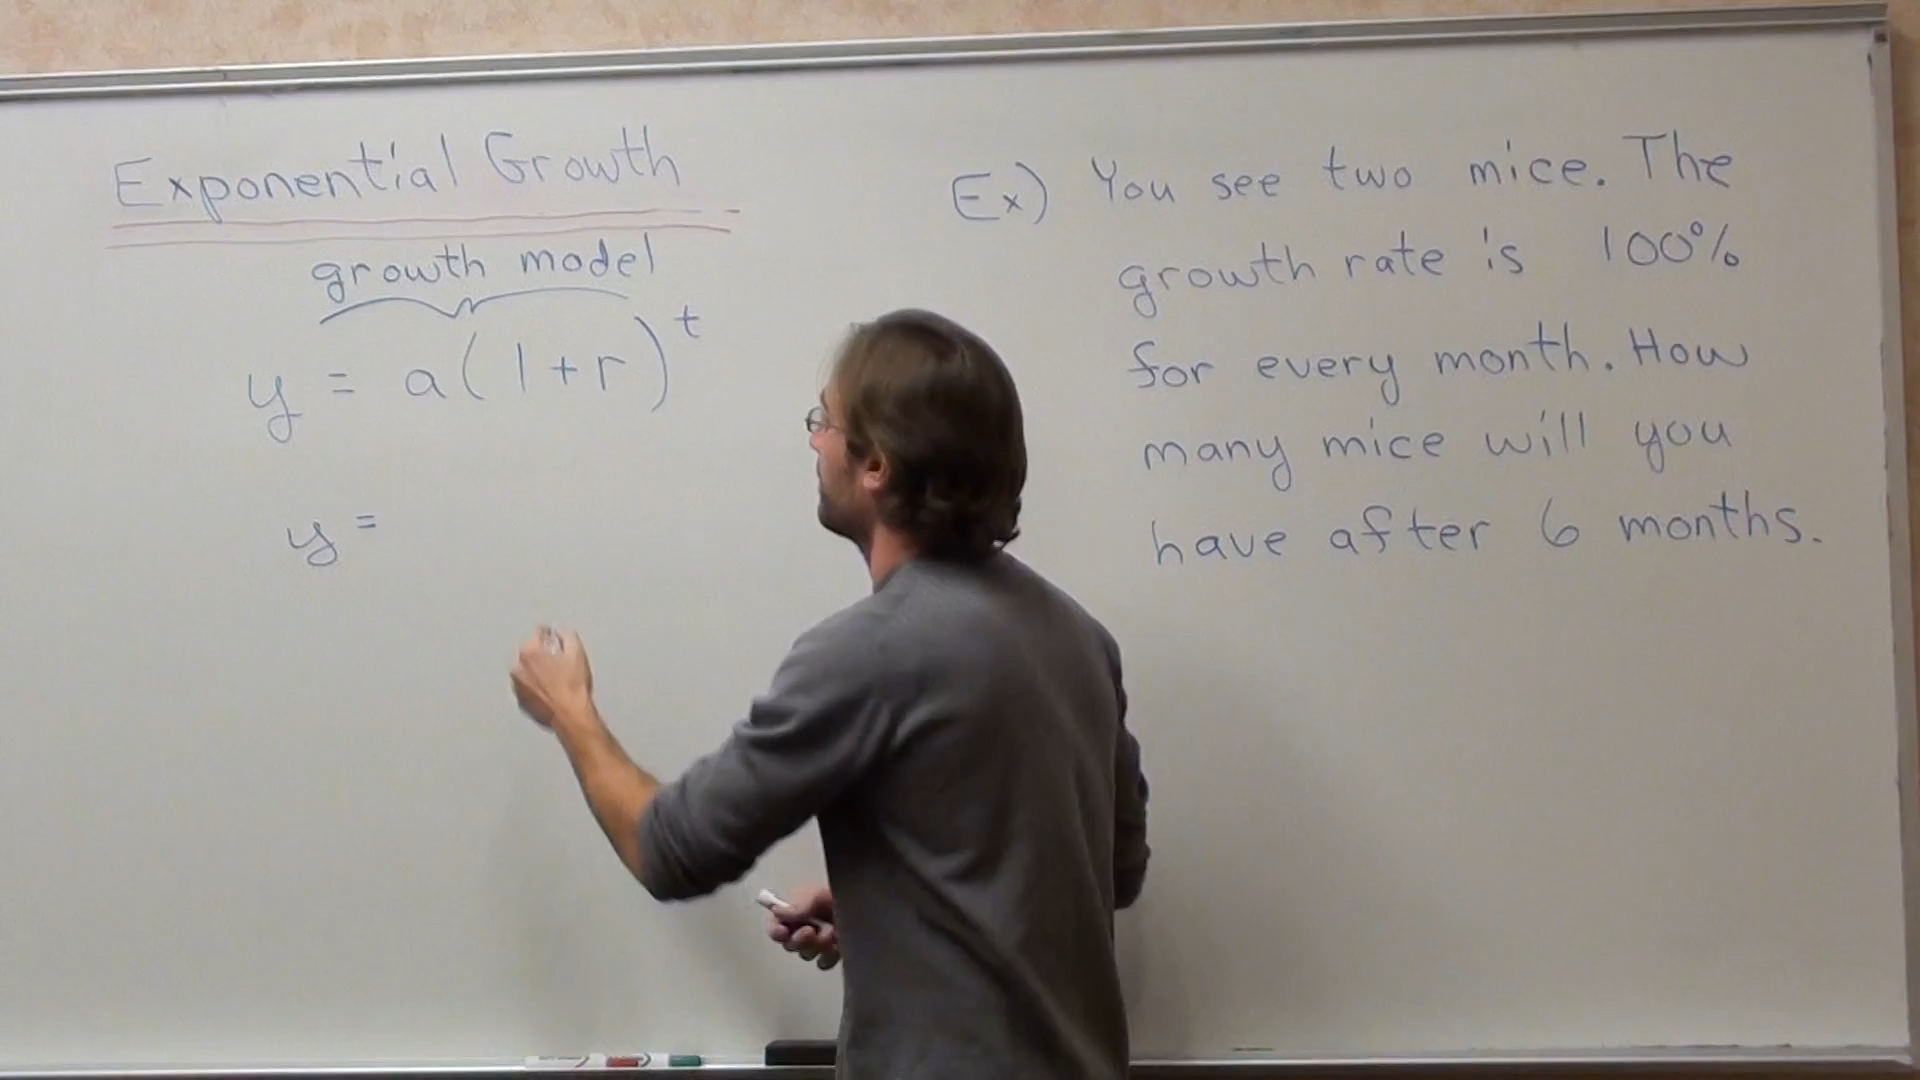 Exponential Growth
growth model
y = a(1+r)^t
y =
Ex) You see two mice. The
growth rate is 100%
for every month. How
many mice will you
have after 6 months.